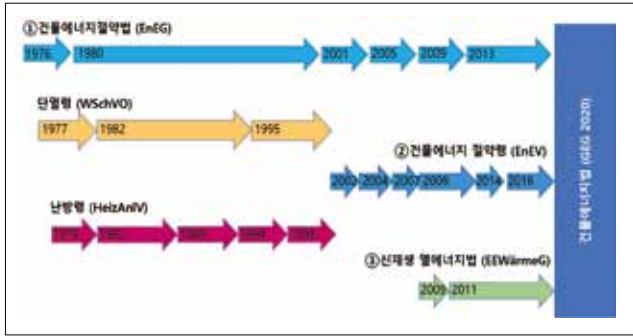 ①건물에너지절약법 (EnEG)
1976 1980 2001 2005 2009 2013
단열령 (WSchVO)
1977 1982 1995
②건물에너지 절약령 (EnEV)
2002 2004 2007 2009 2014 2016
난방령 (HeizAnlV)
③신재생 열에너지법 (EEWärmeG)
2009 2011
건물에너지법 (GEG 2020)